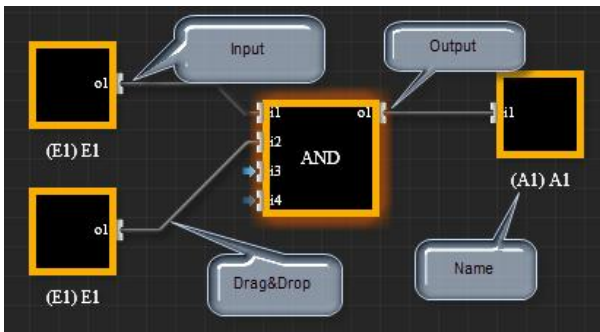 Input
Output
o1
(E1) E1
i1
i2
i3
i4
AND
o1
i1
(A1) A1
o1
(E1) E1
Drag&Drop
Name